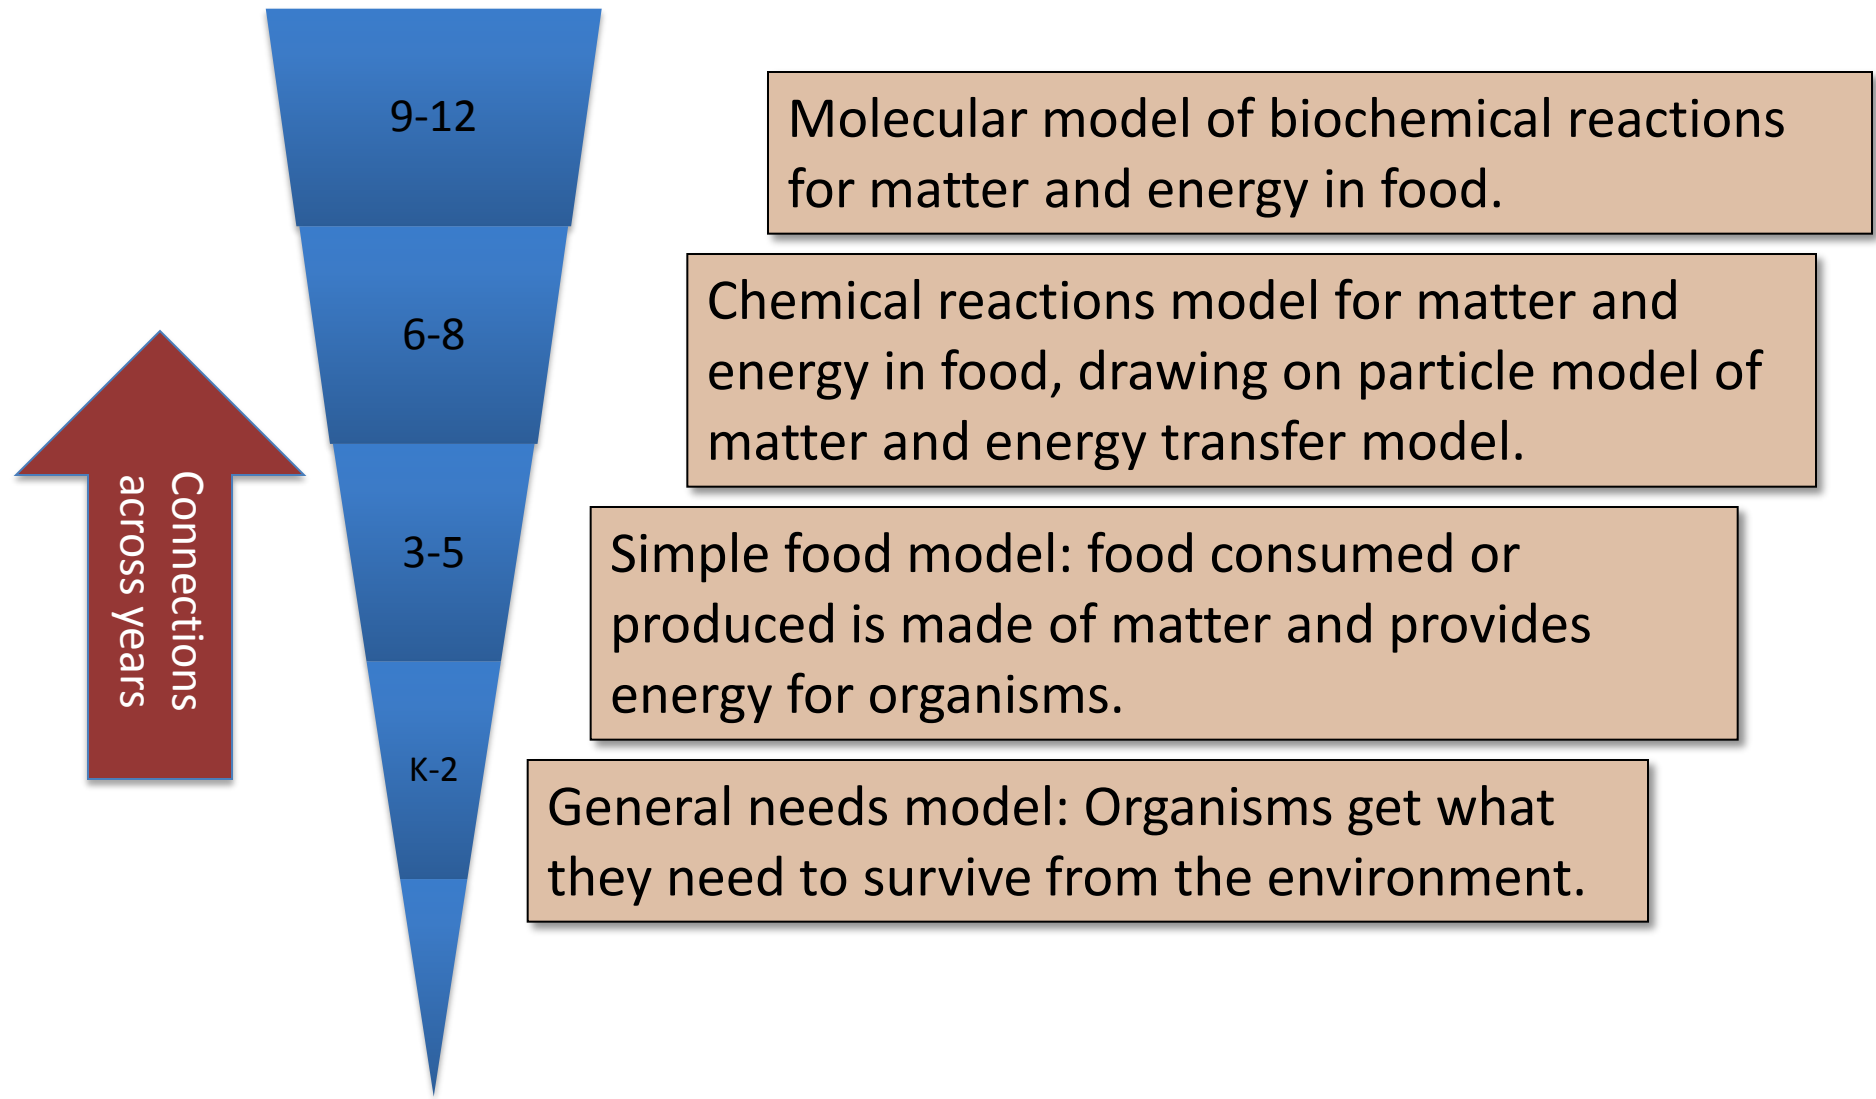 9-12
Molecular model of biochemical reactions
for matter and energy in food.
6-8
Chemical reactions model for matter and
energy in food, drawing on particle model of
matter and energy transfer model.
Connections
across years
3-5
Simple food model: food consumed or
produced is made of matter and provides
energy for organisms.
K-2
General needs model: Organisms get what
they need to survive from the environment.